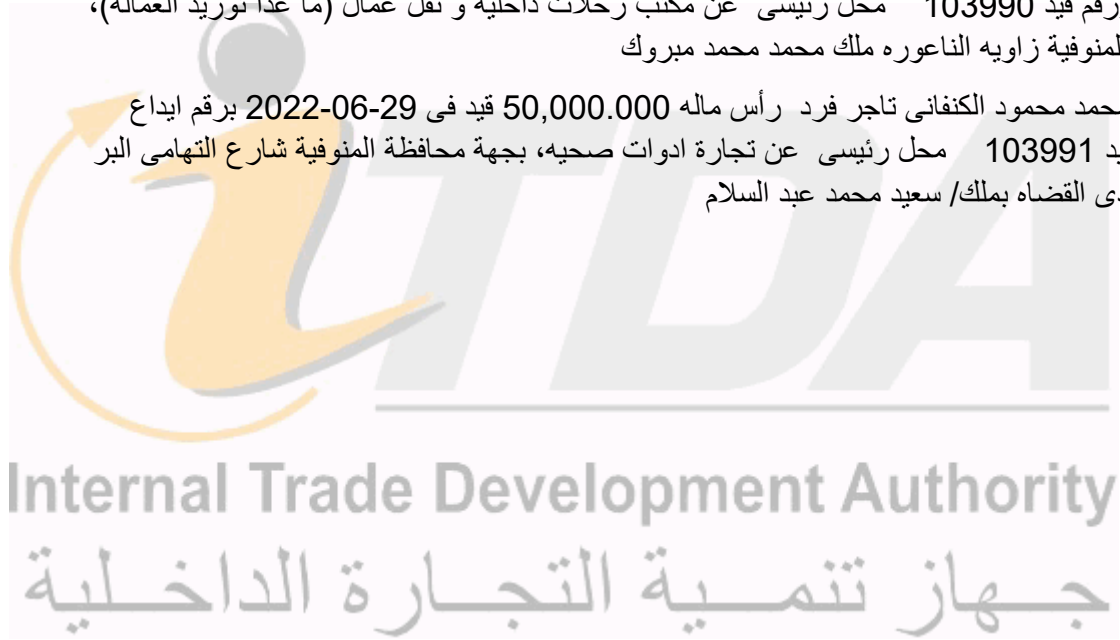 رقم قيد 103990 محل رئيسى عن مكتب رحلات داخلية و نقل عمال (ما عدا توريد العمالة)،
المنوفية زاويه الناعوره ملك محمد محمد مبروك
محمد محمود الكنفانى تاجر فرد رأس ماله 50,000.000 قيد فى 29-06-2022 برقم ايداع
103991 محل رئيسى عن تجارة ادوات صحيه، بجهة محافظة المنوفية شارع التهامى البر
القضاه بملك/ سعيد محمد عبد السلام
iTDA
Internal Trade Development Authority
جهاز تنمية التجارة الداخلية